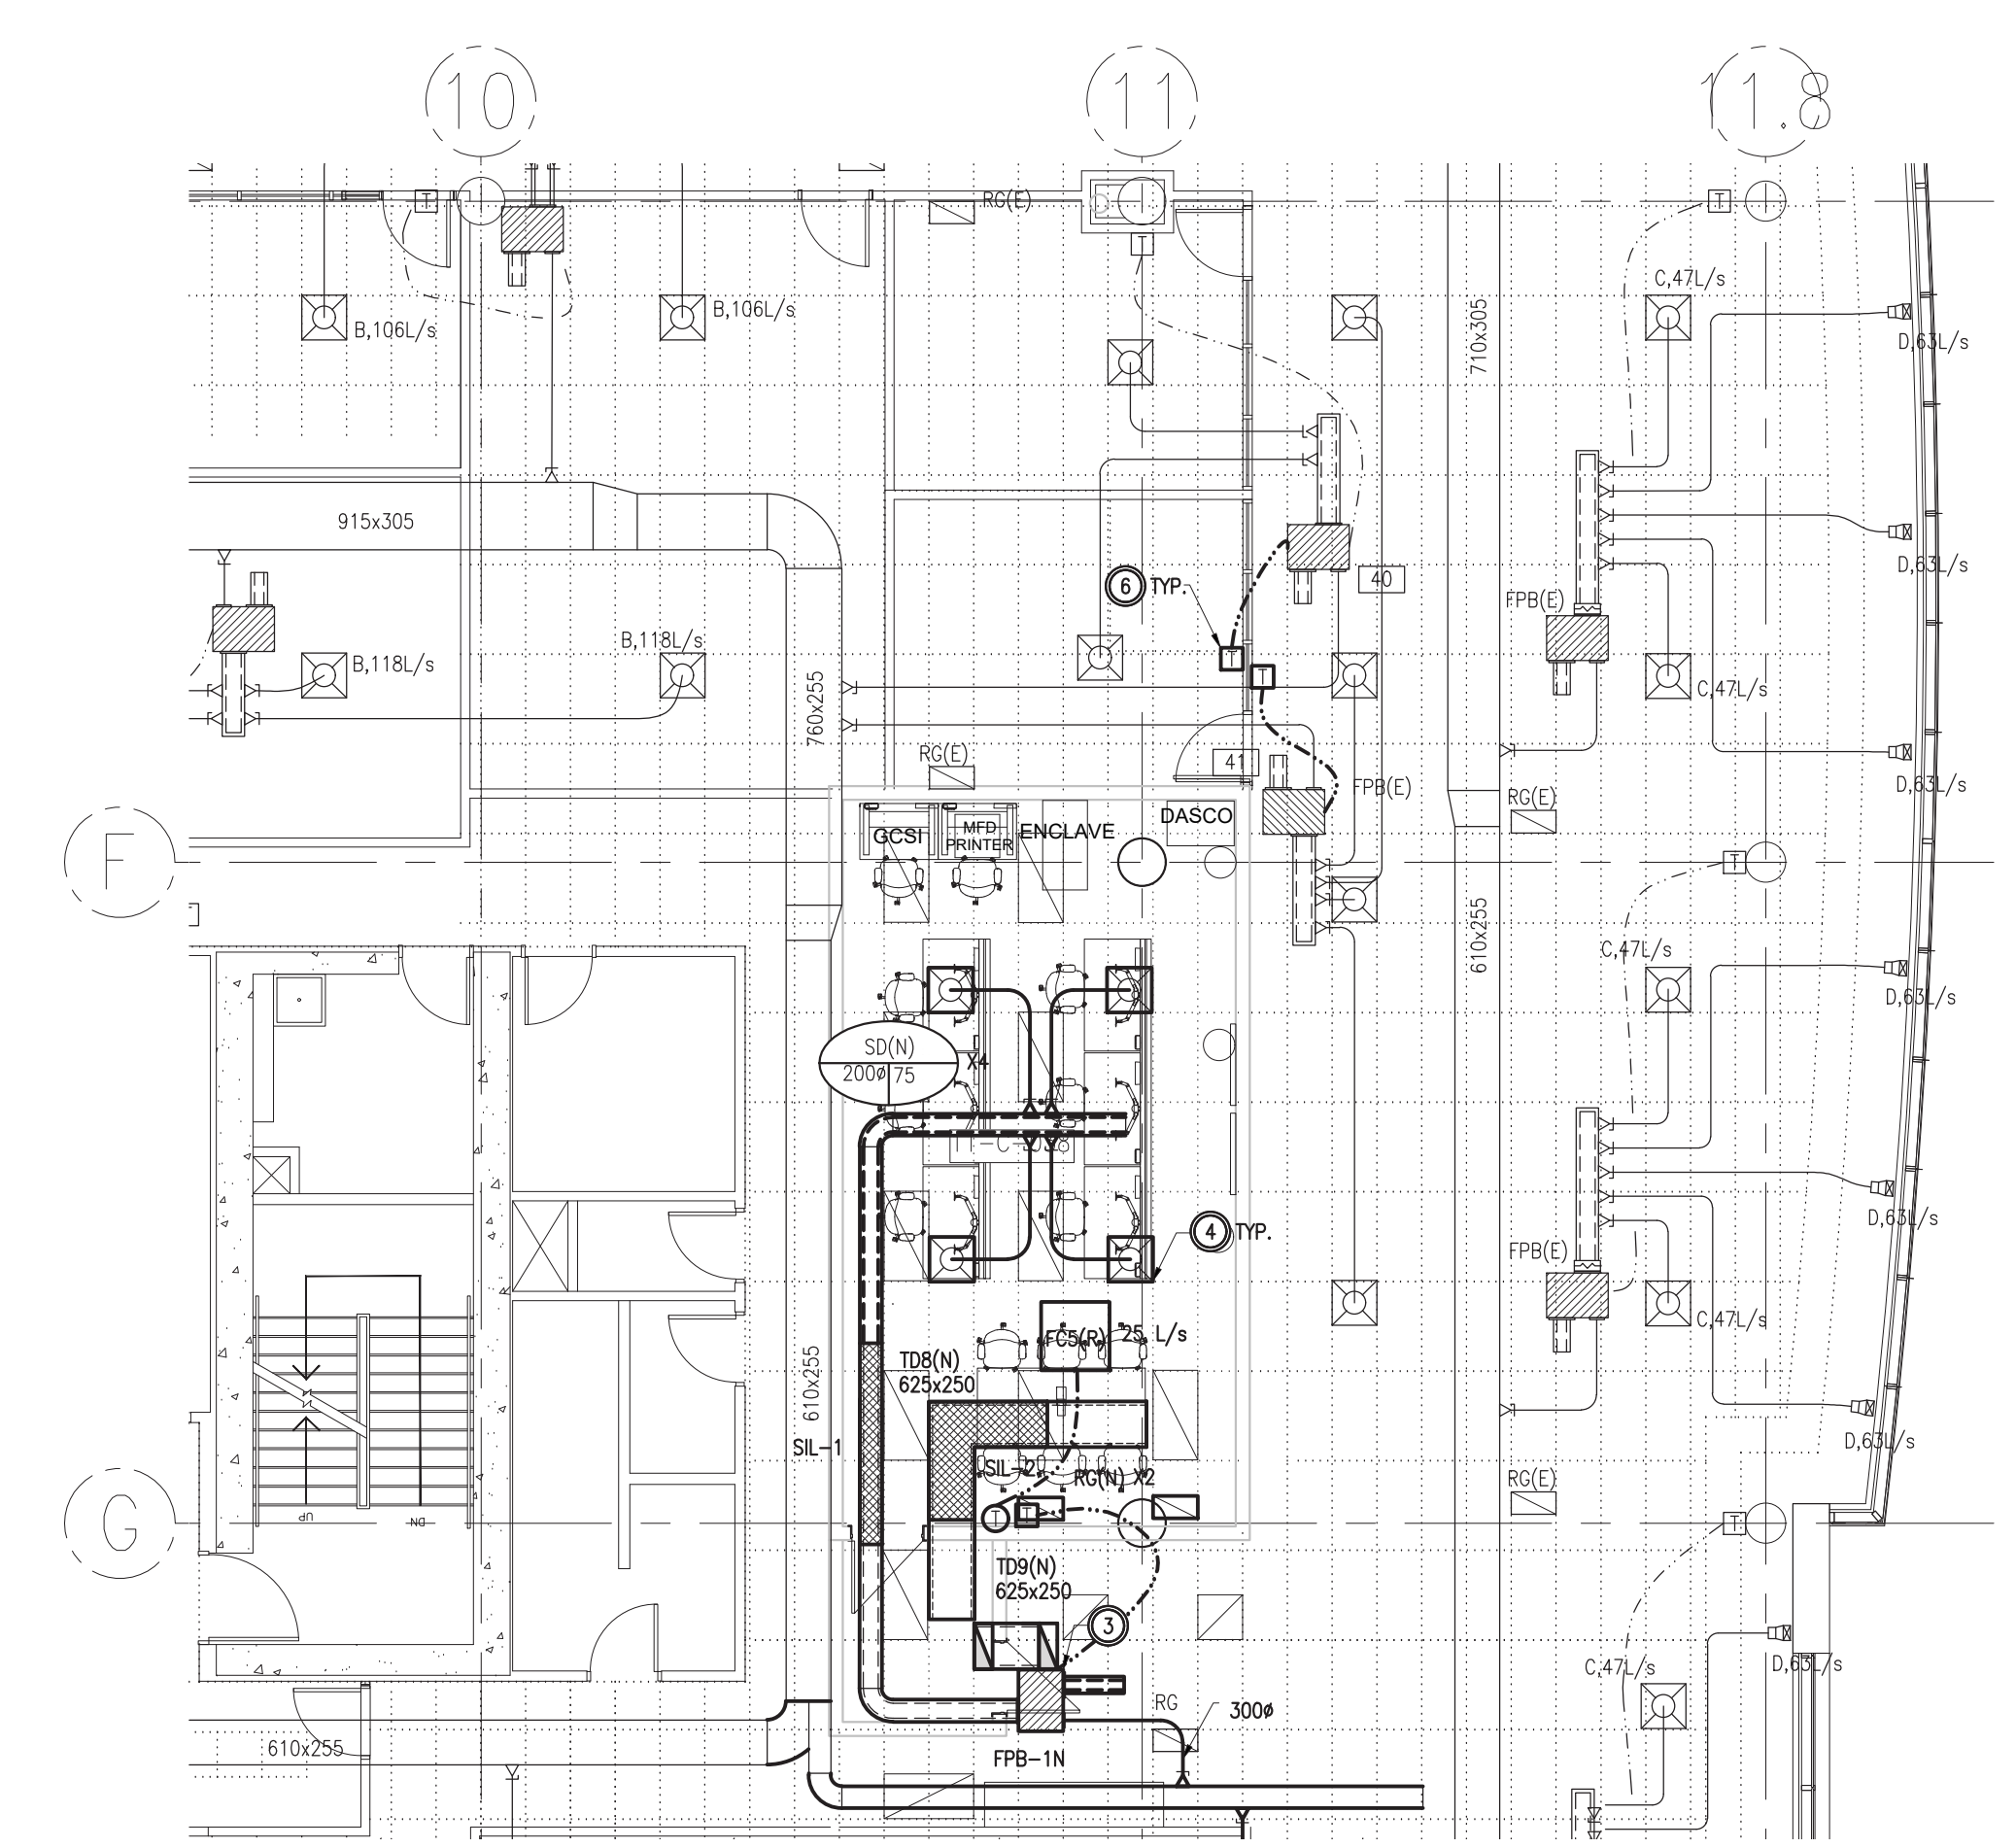 10
11
11.8
T
T
RG(E)
T
B,106L/s
B,106L/s
C,47L/s
710x305
D,63L/s
915x305
D,63L/s
6 TYP.
40
FPB(E)
T
T
B,118L/s
B,118L/s
C,47L/s
760x255
RG(E)
41
FPB(E)
D,63L/s
RG(E)
F
GCSI
MFD
PRINTER
ENCLAVE
DASCO
T
610x255
C,47L/s
D,63L/s
SD(N)
200ø 75
X4
4 TYP.
D,63L/s
FPB(E)
C,47L/s
FC5(R)
25 L/s
TD8(N)
625x250
610x255
SIL-1
D,63L/s
SIL-2
RG(N) X2
RG(E)
G
UP
DN
T
T
T
TD9(N)
625x250
3
C,47L/s
D,63L/s
RG
300ø
610x255
FPB-1N